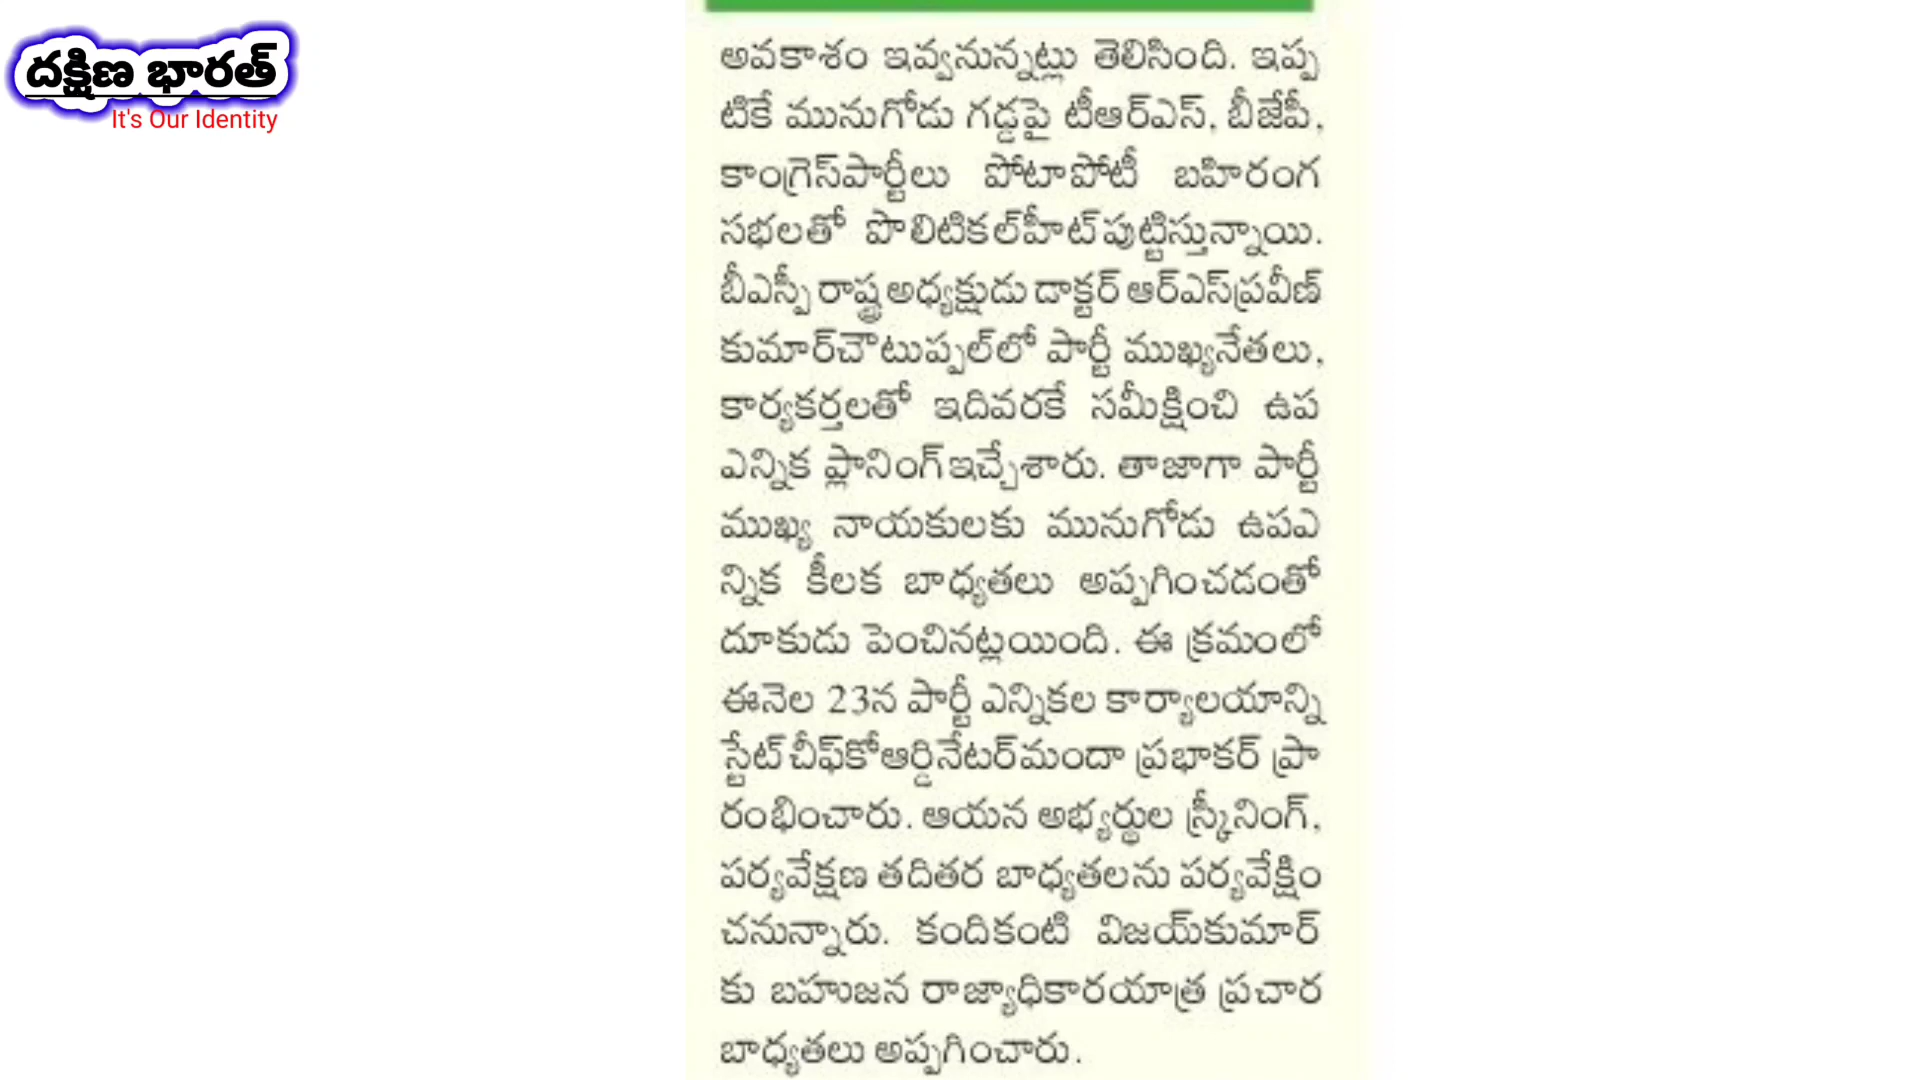 దక్షిణ భారత్
It's Our Identity
అవకాశం ఇవ్వనున్నట్లు తెలిసింది. ఇప్ప
టికే మునుగోడు గడ్డపై టీఆర్ఎస్, బీజేపీ,
కాంగ్రెస్పార్టీలు పోటాపోటీ బహిరంగ
సభలతో పొలిటికల్హీట్ పుట్టిస్తున్నాయి.
బీఎస్పీ రాష్ట్ర అధ్యక్షుడు డాక్టర్ ఆర్ఎస్ప్రవీణ్
కుమార్చౌటుప్పల్లో పార్టీ ముఖ్యనేతలు,
కార్యకర్తలతో ఇదివరకే సమీక్షించి ఉప
ఎన్నిక ప్లానింగ్ ఇచ్చేశారు. తాజాగా పార్టీ
ముఖ్య నాయకులకు మునుగోడు ఉపఎ
న్నిక కీలక బాధ్యతలు అప్పగించడంతో
దూకుడు పెంచినట్లయింది. ఈ క్రమంలో
ఈనెల 23న పార్టీ ఎన్నికల కార్యాలయాన్ని
స్టేట్ చీఫ్కోఆర్డినేటర్మందా ప్రభాకర్ ప్రా
రంభించారు. ఆయన అభ్యర్థుల స్క్రీనింగ్,
పర్యవేక్షణ తదితర బాధ్యతలను పర్యవేక్షిం
చనున్నారు. కందికంటి విజయ్కుమార్
కు బహుజన రాజ్యాధికారయాత్ర ప్రచార
బాధ్యతలు అప్పగించారు.